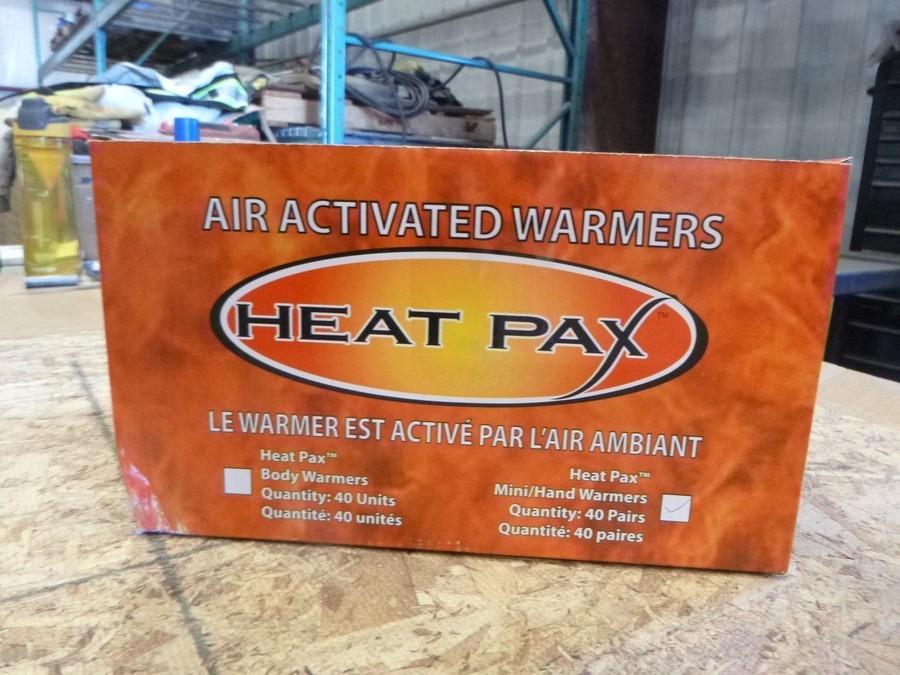 AIR ACTIVATED WARMERS
HEAT PAX™
LE WARMER EST ACTIVÉ PAR L'AIR AMBIANT
Heat Pax™
Body Warmers
Quantity: 40 Units
Quantité: 40 unités
Heat Pax™
Mini/Hand Warmers
Quantity: 40 Pairs
Quantité: 40 paires